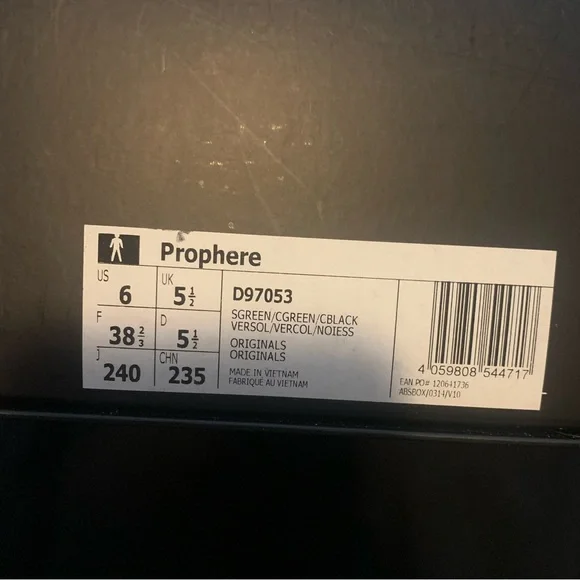 Prophere
US 6 UK 5 1/2
F 38 2/3 D 5 1/2
J 240 CHN 235
D97053
SGREEN/CGREEN/CBLACK
VERSOL/VERCOL/NOIESS
ORIGINALS
ORIGINALS
MADE IN VIETNAM
FABRIQUE AU VIETNAM
4 059808 544717
EAN PO# 120641736
ABSBOX/0314/V10